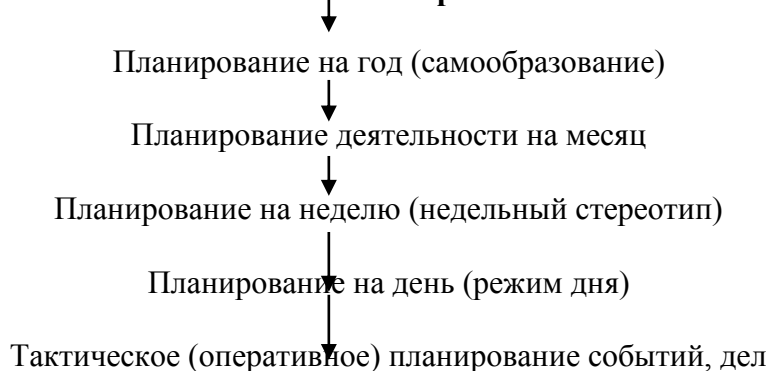 Планирование на год (самообразование)
Планирование деятельности на месяц
Планирование на неделю (недельный стереотип)
Планирование на день (режим дня)
Тактическое (оперативное) планирование событий, дел